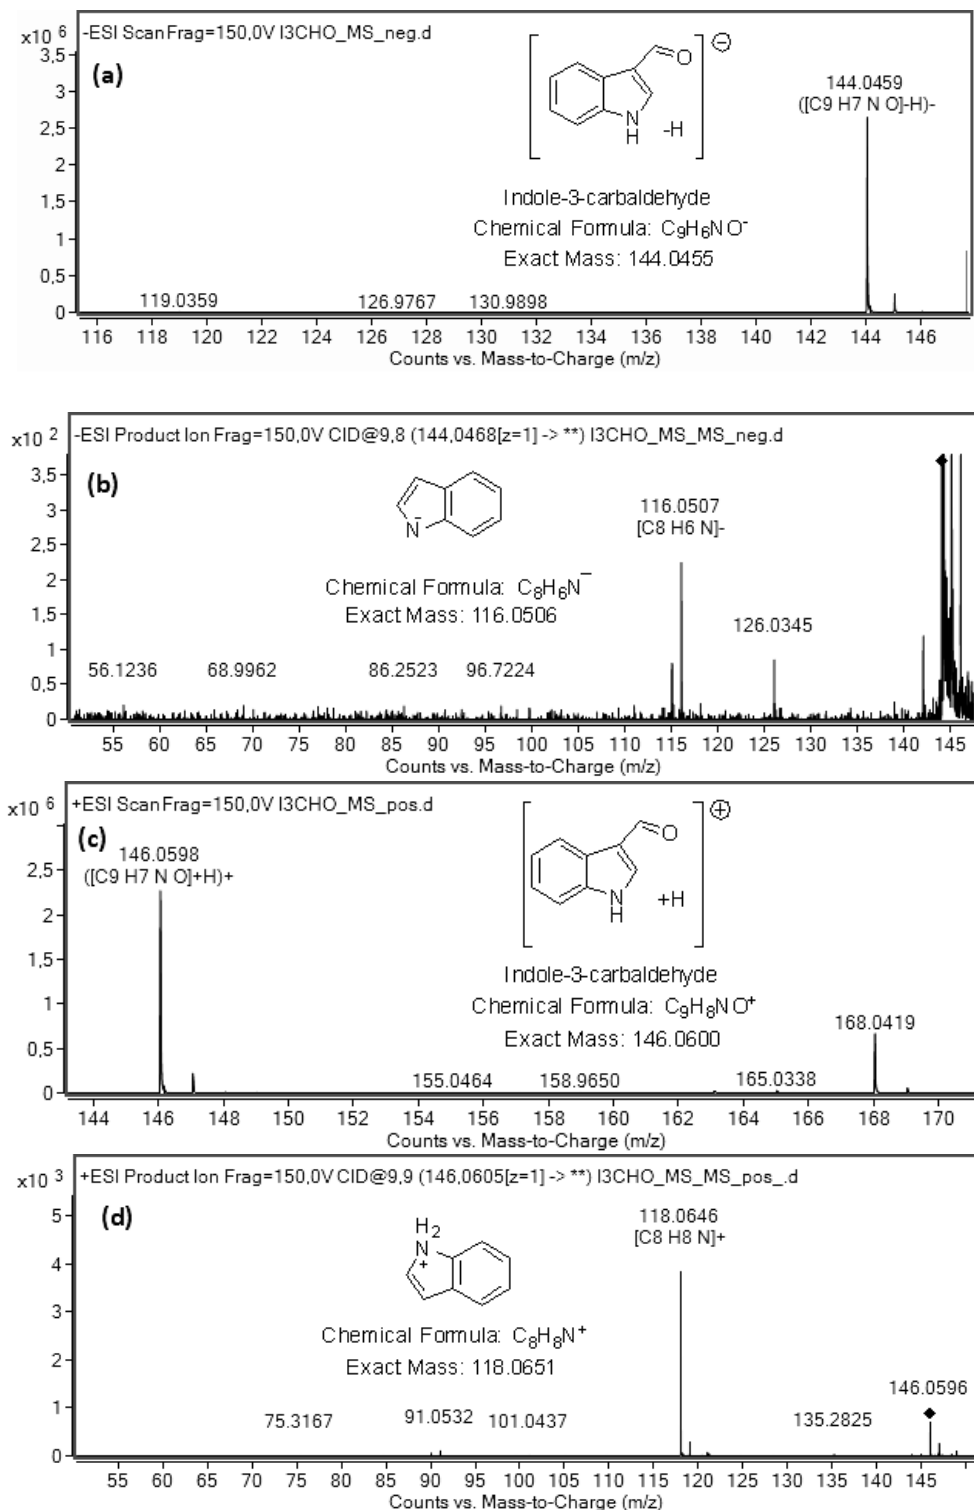 x10 6
-ESI Scan Frag=150,0V I3CHO_MS_neg.d
(a)
3,5
3
2,5
2
1,5
1
0,5
0
O
N
H
-H
⊖
144.0459
([C9 H7 N O]-H)-
Indole-3-carbaldehyde
Chemical Formula: C₉H₆NO⁻
Exact Mass: 144.0455
119.0359 126.9767 130.9898
116 118 120 122 124 126 128 130 132 134 136 138 140 142 144 146
Counts vs. Mass-to-Charge (m/z)
x10 2
-ESI Product Ion Frag=150,0V CID@9,8 (144,0468[z=1] -> **) I3CHO_MS_MS_neg.d
(b)
3,5
3
2,5
2
1,5
1
0,5
0
N
-
116.0507
[C8 H6 N]-
Chemical Formula: C₈H₆N⁻
Exact Mass: 116.0506
126.0345
56.1236 68.9962 86.2523 96.7224
55 60 65 70 75 80 85 90 95 100 105 110 115 120 125 130 135 140 145
Counts vs. Mass-to-Charge (m/z)
x10 6
+ESI Scan Frag=150,0V I3CHO_MS_pos.d
(c)
2,5
2
1,5
1
0,5
0
146.0598
([C9 H7 N O]+H)+
O
N
H
+H
⊕
Indole-3-carbaldehyde
Chemical Formula: C₉H₈NO⁺
Exact Mass: 146.0600
168.0419
155.0464 158.9650 165.0338
144 146 148 150 152 154 156 158 160 162 164 166 168 170
Counts vs. Mass-to-Charge (m/z)
x10 3
+ESI Product Ion Frag=150,0V CID@9,9 (146,0605[z=1] -> **) I3CHO_MS_MS_pos_.d
(d)
5
4
3
2
1
0
H₂
N
+
118.0646
[C8 H8 N]+
Chemical Formula: C₈H₈N⁺
Exact Mass: 118.0651
146.0596
75.3167 91.0532 101.0437 135.2825
55 60 65 70 75 80 85 90 95 100 105 110 115 120 125 130 135 140 145
Counts vs. Mass-to-Charge (m/z)